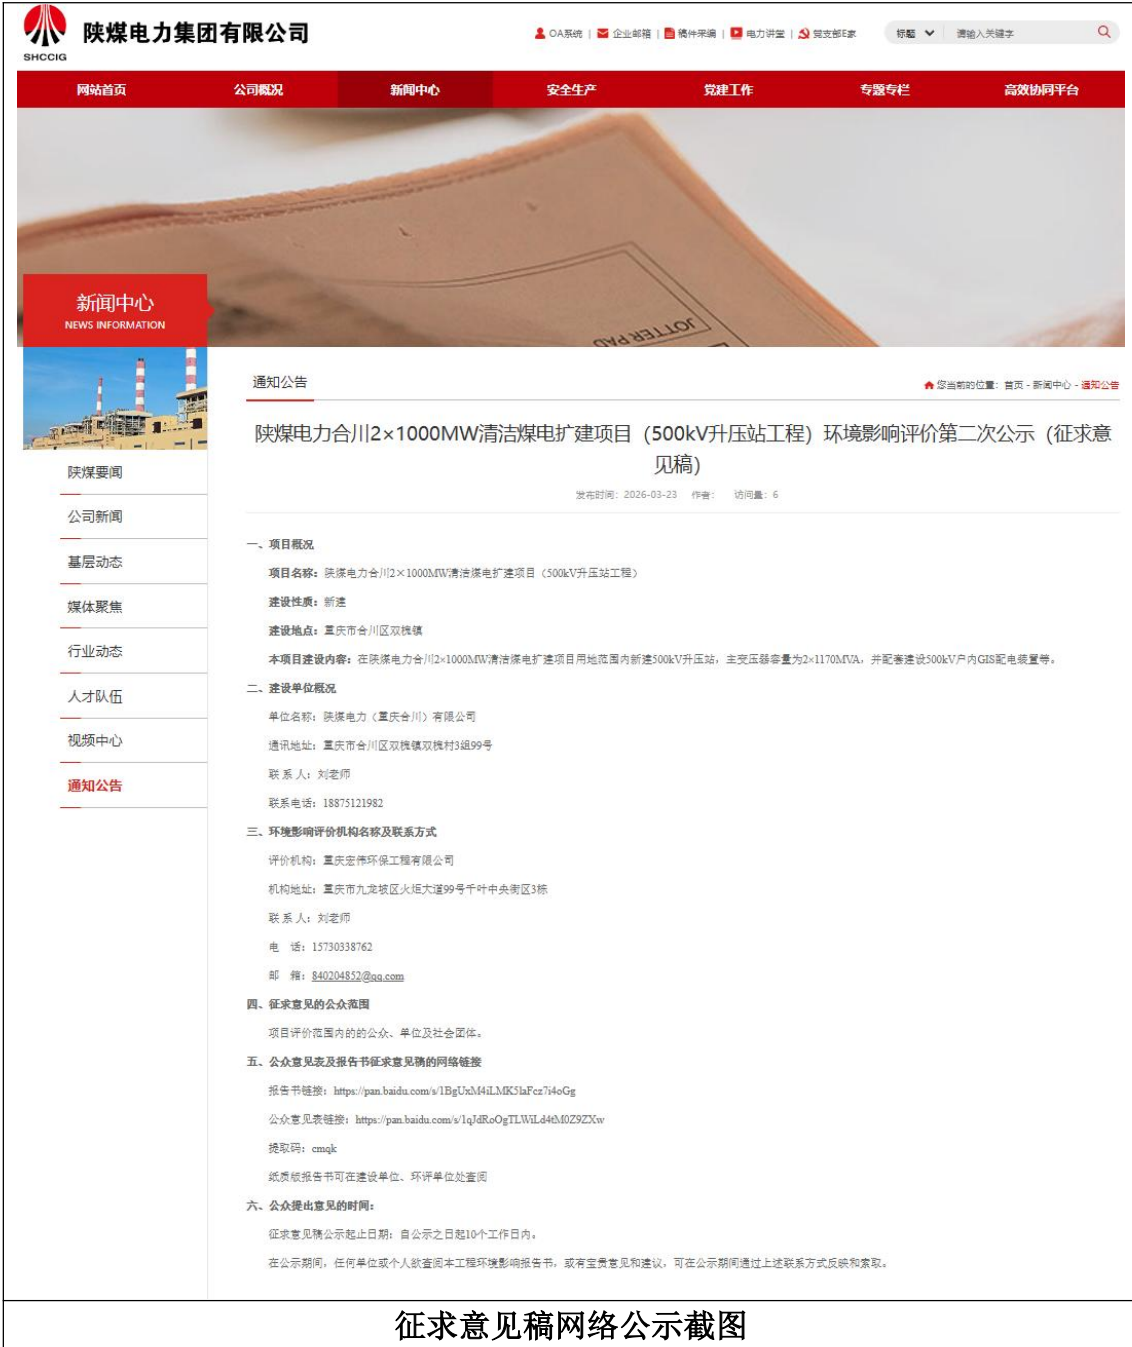 陕煤电力集团有限公司
SHCCIG
OA系统 | 企业邮箱 | 稿件采编 | 电力讲堂 | 党支部E家
标题
请输入关键字
网站首页 公司概况 新闻中心 安全生产 党建工作 专题专栏 高效协同平台
JOTTER PAD
新闻中心
NEWS INFORMATION
陕煤要闻
公司新闻
基层动态
媒体聚焦
行业动态
人才队伍
视频中心
通知公告
通知公告
您当前的位置：首页 - 新闻中心 - 通知公告
陕煤电力合川2×1000MW清洁煤电扩建项目（500kV升压站工程）环境影响评价第二次公示（征求意
见稿）
发布时间：2026-03-23 作者： 访问量：6
一、项目概况
项目名称：陕煤电力合川2×1000MW清洁煤电扩建项目（500kV升压站工程）
建设性质：新建
建设地点：重庆市合川区双槐镇
本项目建设内容：在陕煤电力合川2×1000MW清洁煤电扩建项目用地范围内新建500kV升压站，主变压器容量为2×1170MVA，并配套建设500kV户内GIS配电装置等。
二、建设单位概况
单位名称：陕煤电力（重庆合川）有限公司
通讯地址：重庆市合川区双槐镇双槐村3组99号
联 系 人：刘老师
联系电话：18875121982
三、环境影响评价机构名称及联系方式
评价机构：重庆宏伟环保工程有限公司
机构地址：重庆市九龙坡区火炬大道99号千叶中央街区3栋
联 系 人：刘老师
电 话：15730338762
邮 箱：840204852@qq.com
四、征求意见的公众范围
项目评价范围内的的公众、单位及社会团体。
五、公众意见表及报告书征求意见稿的网络链接
报告书链接：https://pan.baidu.com/s/1BgUxM4iLMK5laFcz7i4oGg
公众意见表链接：https://pan.baidu.com/s/1qJdRoOgTLWiLd4tM0Z9ZXw
提取码：cmqk
纸质版报告书可在建设单位、环评单位处查阅
六、公众提出意见的时间：
征求意见稿公示起止日期：自公示之日起10个工作日内。
在公示期间，任何单位或个人欲查阅本工程环境影响报告书，或有宝贵意见和建议，可在公示期间通过上述联系方式反映和索取。
征求意见稿网络公示截图